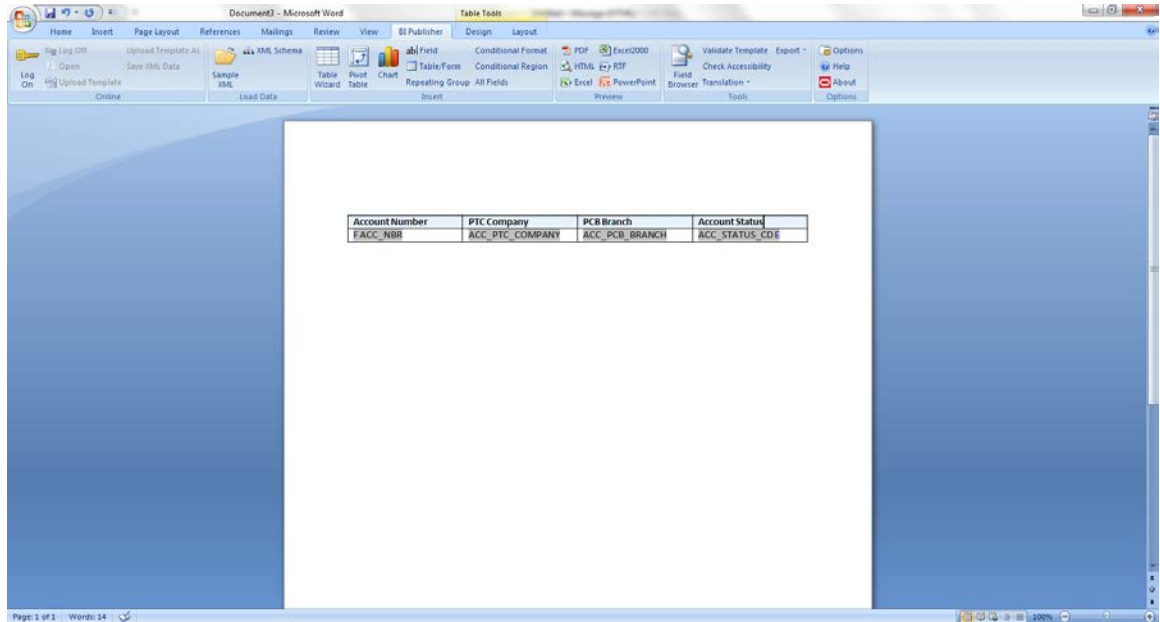 Document3 - Microsoft Word Table Tools
Home Insert Page Layout References Mailings Review View BI Publisher Design Layout
Log Off Upload Template As XML Schema ab| Field Conditional Format PDF Excel2000 Validate Template Export Options
Open Save XML Data Table/Form Conditional Region HTML RTF Check Accessibility Help
Log On Upload Template Sample XML Table Wizard Pivot Table Chart Repeating Group All Fields Excel PowerPoint Field Browser Translation About
Online Load Data Insert Preview Tools Options
Account Number PTC Company PCB Branch Account Status
FACC_NBR ACC_PTC_COMPANY ACC_PCB_BRANCH ACC_STATUS_CDE
Page: 1 of 1 Words: 14 100%